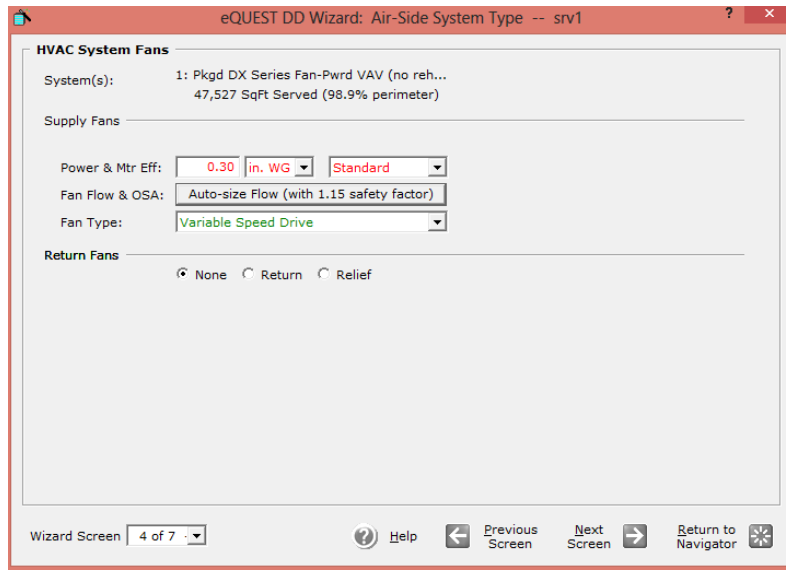 eQUEST DD Wizard: Air-Side System Type -- srv1
? ×
HVAC System Fans
System(s): 1: Pkgd DX Series Fan-Pwrd VAV (no reh...
47,527 SqFt Served (98.9% perimeter)
Supply Fans
Power & Mtr Eff: 0.30 in. WG Standard
Fan Flow & OSA: Auto-size Flow (with 1.15 safety factor)
Fan Type: Variable Speed Drive
Return Fans
None Return Relief
Wizard Screen 4 of 7 ? Help Previous Screen Next Screen Return to Navigator